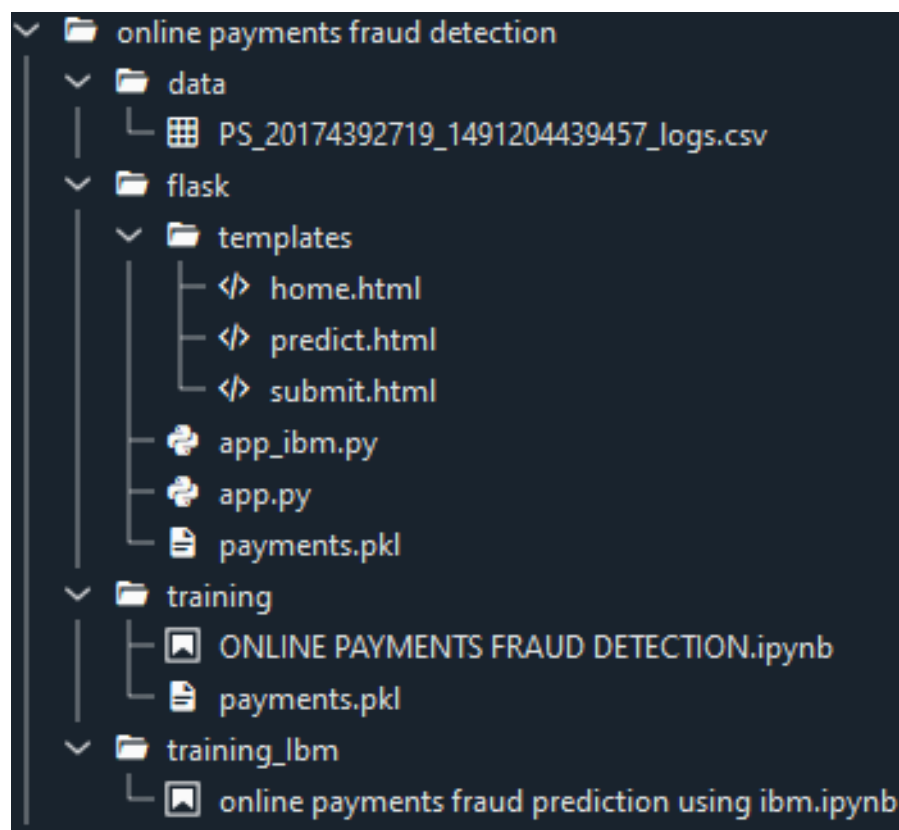 online payments fraud detection
data
PS_20174392719_1491204439457_logs.csv
flask
templates
home.html
predict.html
submit.html
app_ibm.py
app.py
payments.pkl
training
ONLINE PAYMENTS FRAUD DETECTION.ipynb
payments.pkl
training_Ibm
online payments fraud prediction using ibm.ipynb